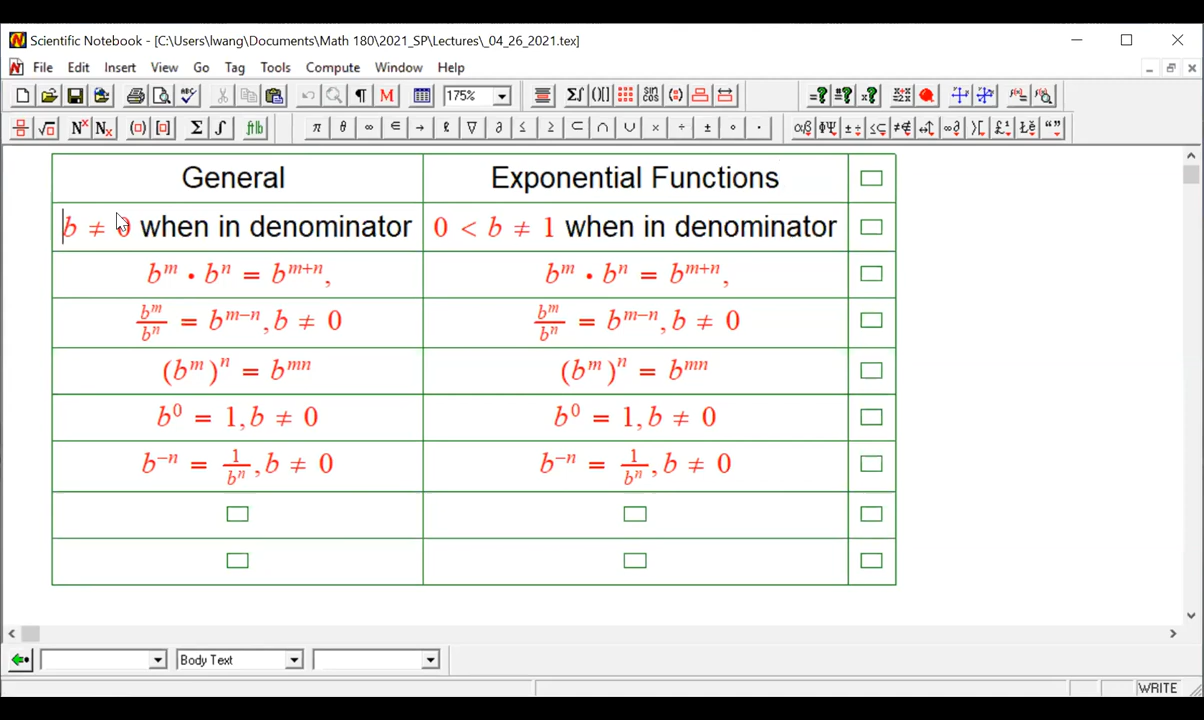 Scientific Notebook - [C:\Users\lwang\Documents\Math 180\2021_SP\Lectures\_04_26_2021.tex]
File Edit Insert View Go Tag Tools Compute Window Help
175%
General Exponential Functions
b ≠ 0 when in denominator 0 < b ≠ 1 when in denominator
b^m • b^n = b^{m+n}, b^m • b^n = b^{m+n},
b^m/b^n = b^{m−n}, b ≠ 0 b^m/b^n = b^{m−n}, b ≠ 0
(b^m)^n = b^{mn} (b^m)^n = b^{mn}
b^0 = 1, b ≠ 0 b^0 = 1, b ≠ 0
b^{−n} = 1/b^n, b ≠ 0 b^{−n} = 1/b^n, b ≠ 0
Body Text
WRITE